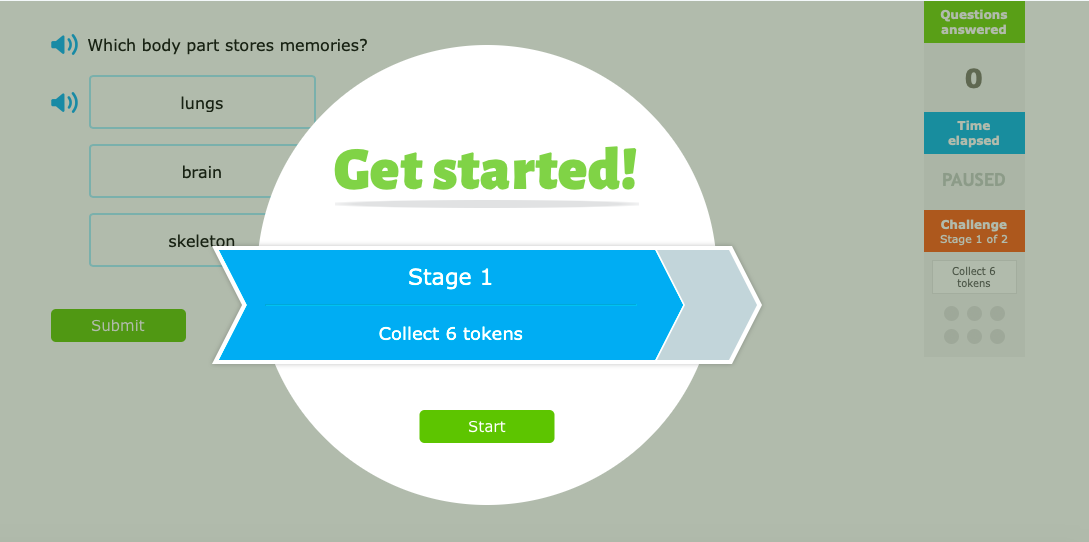 Which body part stores memories?
lungs
brain
skeleton
Submit
Get started!
Stage 1
Collect 6 tokens
Start
Questions
answered
0
Time
elapsed
PAUSED
Challenge
Stage 1 of 2
Collect 6
tokens